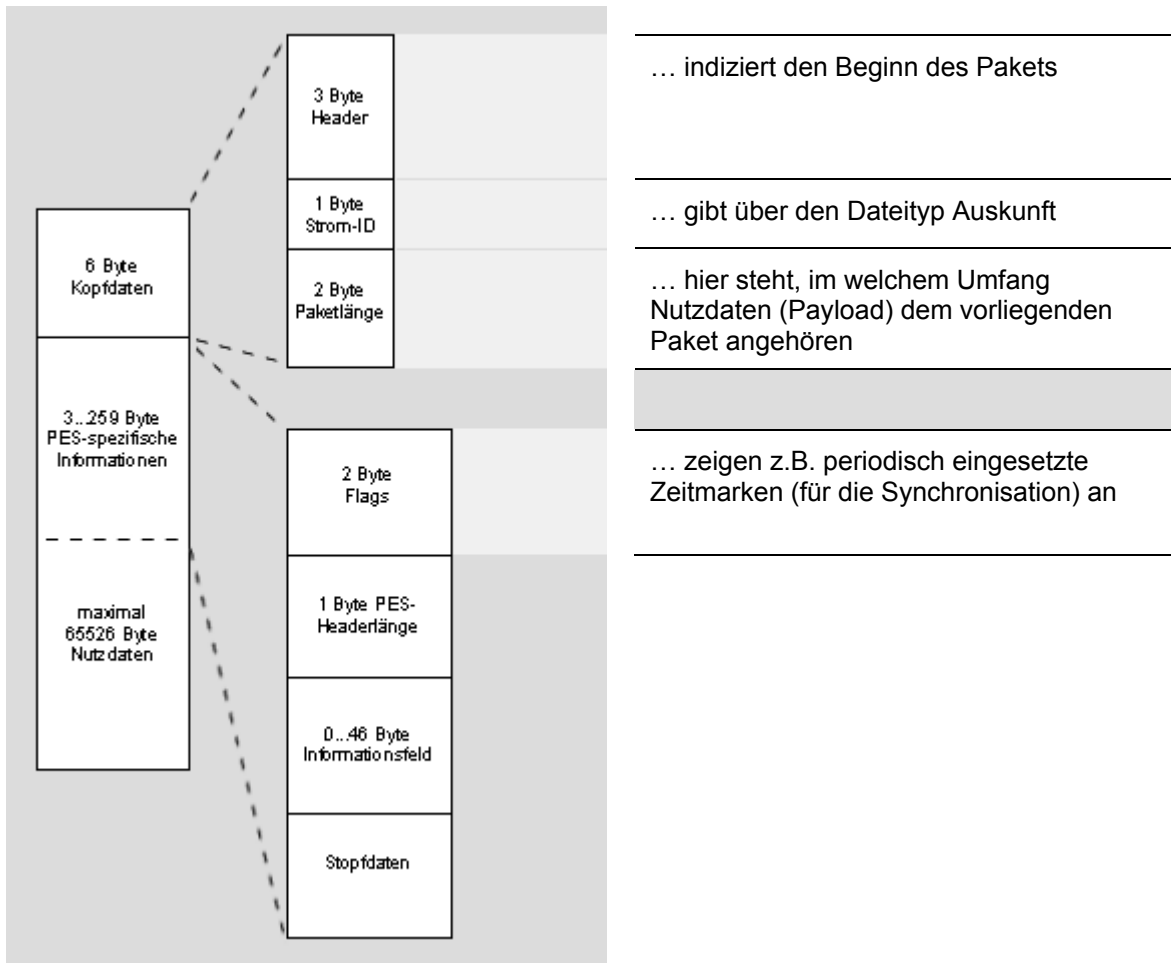 6 Byte
Kopfdaten
3...259 Byte
PES-spezifische
Informationen
maximal
65526 Byte
Nutzdaten
3 Byte
Header
1 Byte
Strom-ID
2 Byte
Paketlänge
2 Byte
Flags
1 Byte PES-
Headerlänge
0...46 Byte
Informationsfeld
Stopfdaten
… indiziert den Beginn des Pakets
… gibt über den Dateityp Auskunft
… hier steht, im welchem Umfang
Nutzdaten (Payload) dem vorliegenden
Paket angehören
… zeigen z.B. periodisch eingesetzte
Zeitmarken (für die Synchronisation) an